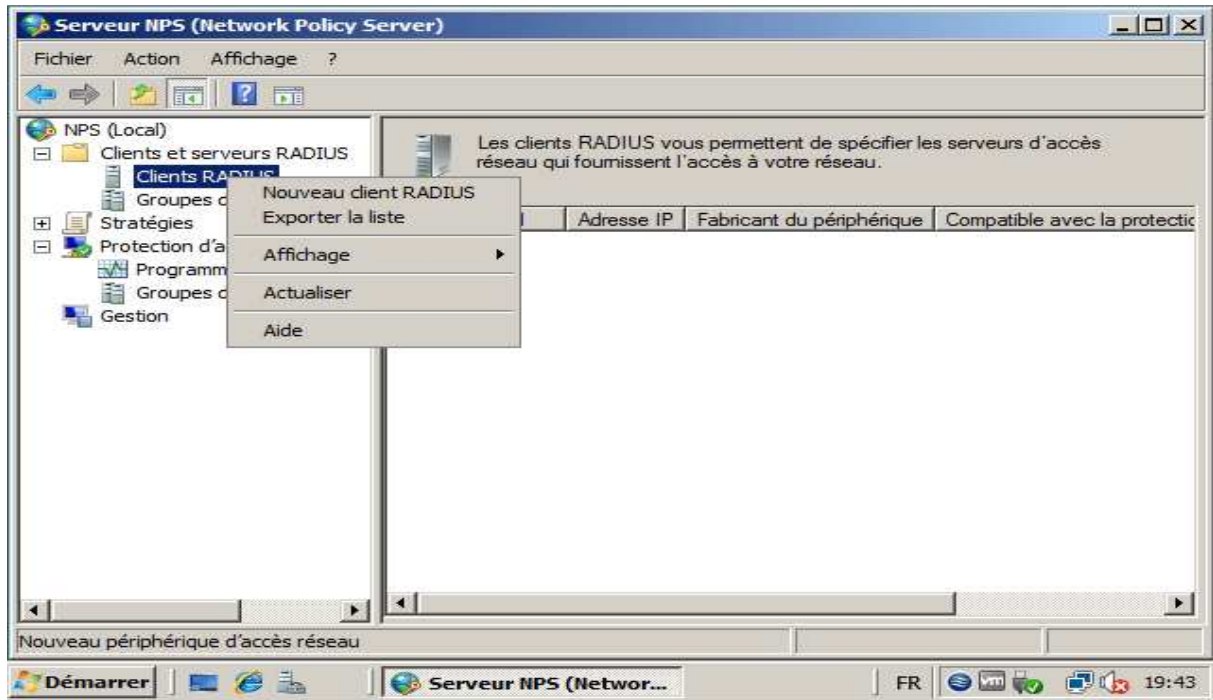 Serveur NPS (Network Policy Server)
Fichier Action Affichage ?
NPS (Local)
Clients et serveurs RADIUS
Clients RADIUS
Groupes d
Stratégies
Protection d'a
Programm
Groupes d
Gestion
Nouveau client RADIUS
Exporter la liste
Affichage
Actualiser
Aide
Les clients RADIUS vous permettent de spécifier les serveurs d'accès
réseau qui fournissent l'accès à votre réseau.
Adresse IP Fabricant du périphérique Compatible avec la protectic
Nouveau périphérique d'accès réseau
Démarrer Serveur NPS (Networ... FR 19:43